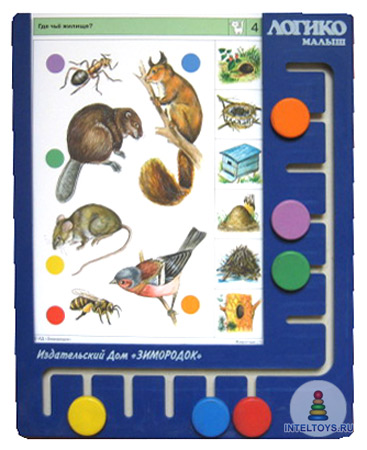 Где чьё жилище?
4
ЛОГИКО
МАЛЫШ
Издательский Дом «ЗИМОРОДОК»
INTELTOYS.RU